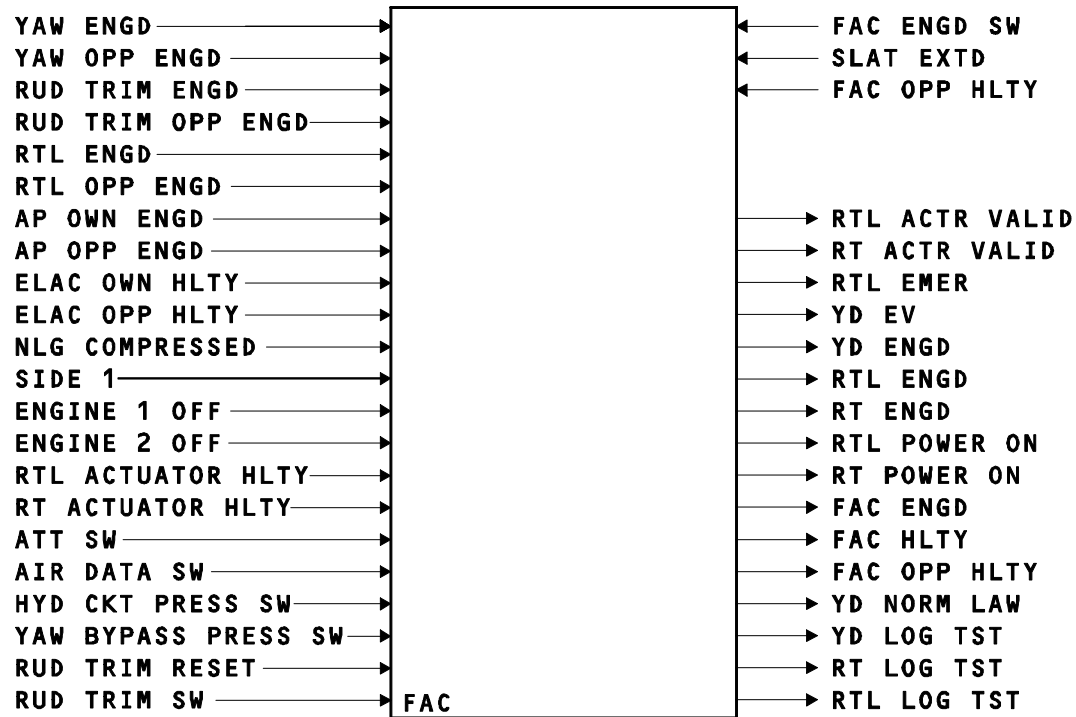 YAW ENGD
YAW OPP ENGD
RUD TRIM ENGD
RUD TRIM OPP ENGD
RTL ENGD
RTL OPP ENGD
AP OWN ENGD
AP OPP ENGD
ELAC OWN HLTY
ELAC OPP HLTY
NLG COMPRESSED
SIDE 1
ENGINE 1 OFF
ENGINE 2 OFF
RTL ACTUATOR HLTY
RT ACTUATOR HLTY
ATT SW
AIR DATA SW
HYD CKT PRESS SW
YAW BYPASS PRESS SW
RUD TRIM RESET
RUD TRIM SW
FAC
FAC ENGD SW
SLAT EXTD
FAC OPP HLTY
RTL ACTR VALID
RT ACTR VALID
RTL EMER
YD EV
YD ENGD
RTL ENGD
RT ENGD
RTL POWER ON
RT POWER ON
FAC ENGD
FAC HLTY
FAC OPP HLTY
YD NORM LAW
YD LOG TST
RT LOG TST
RTL LOG TST